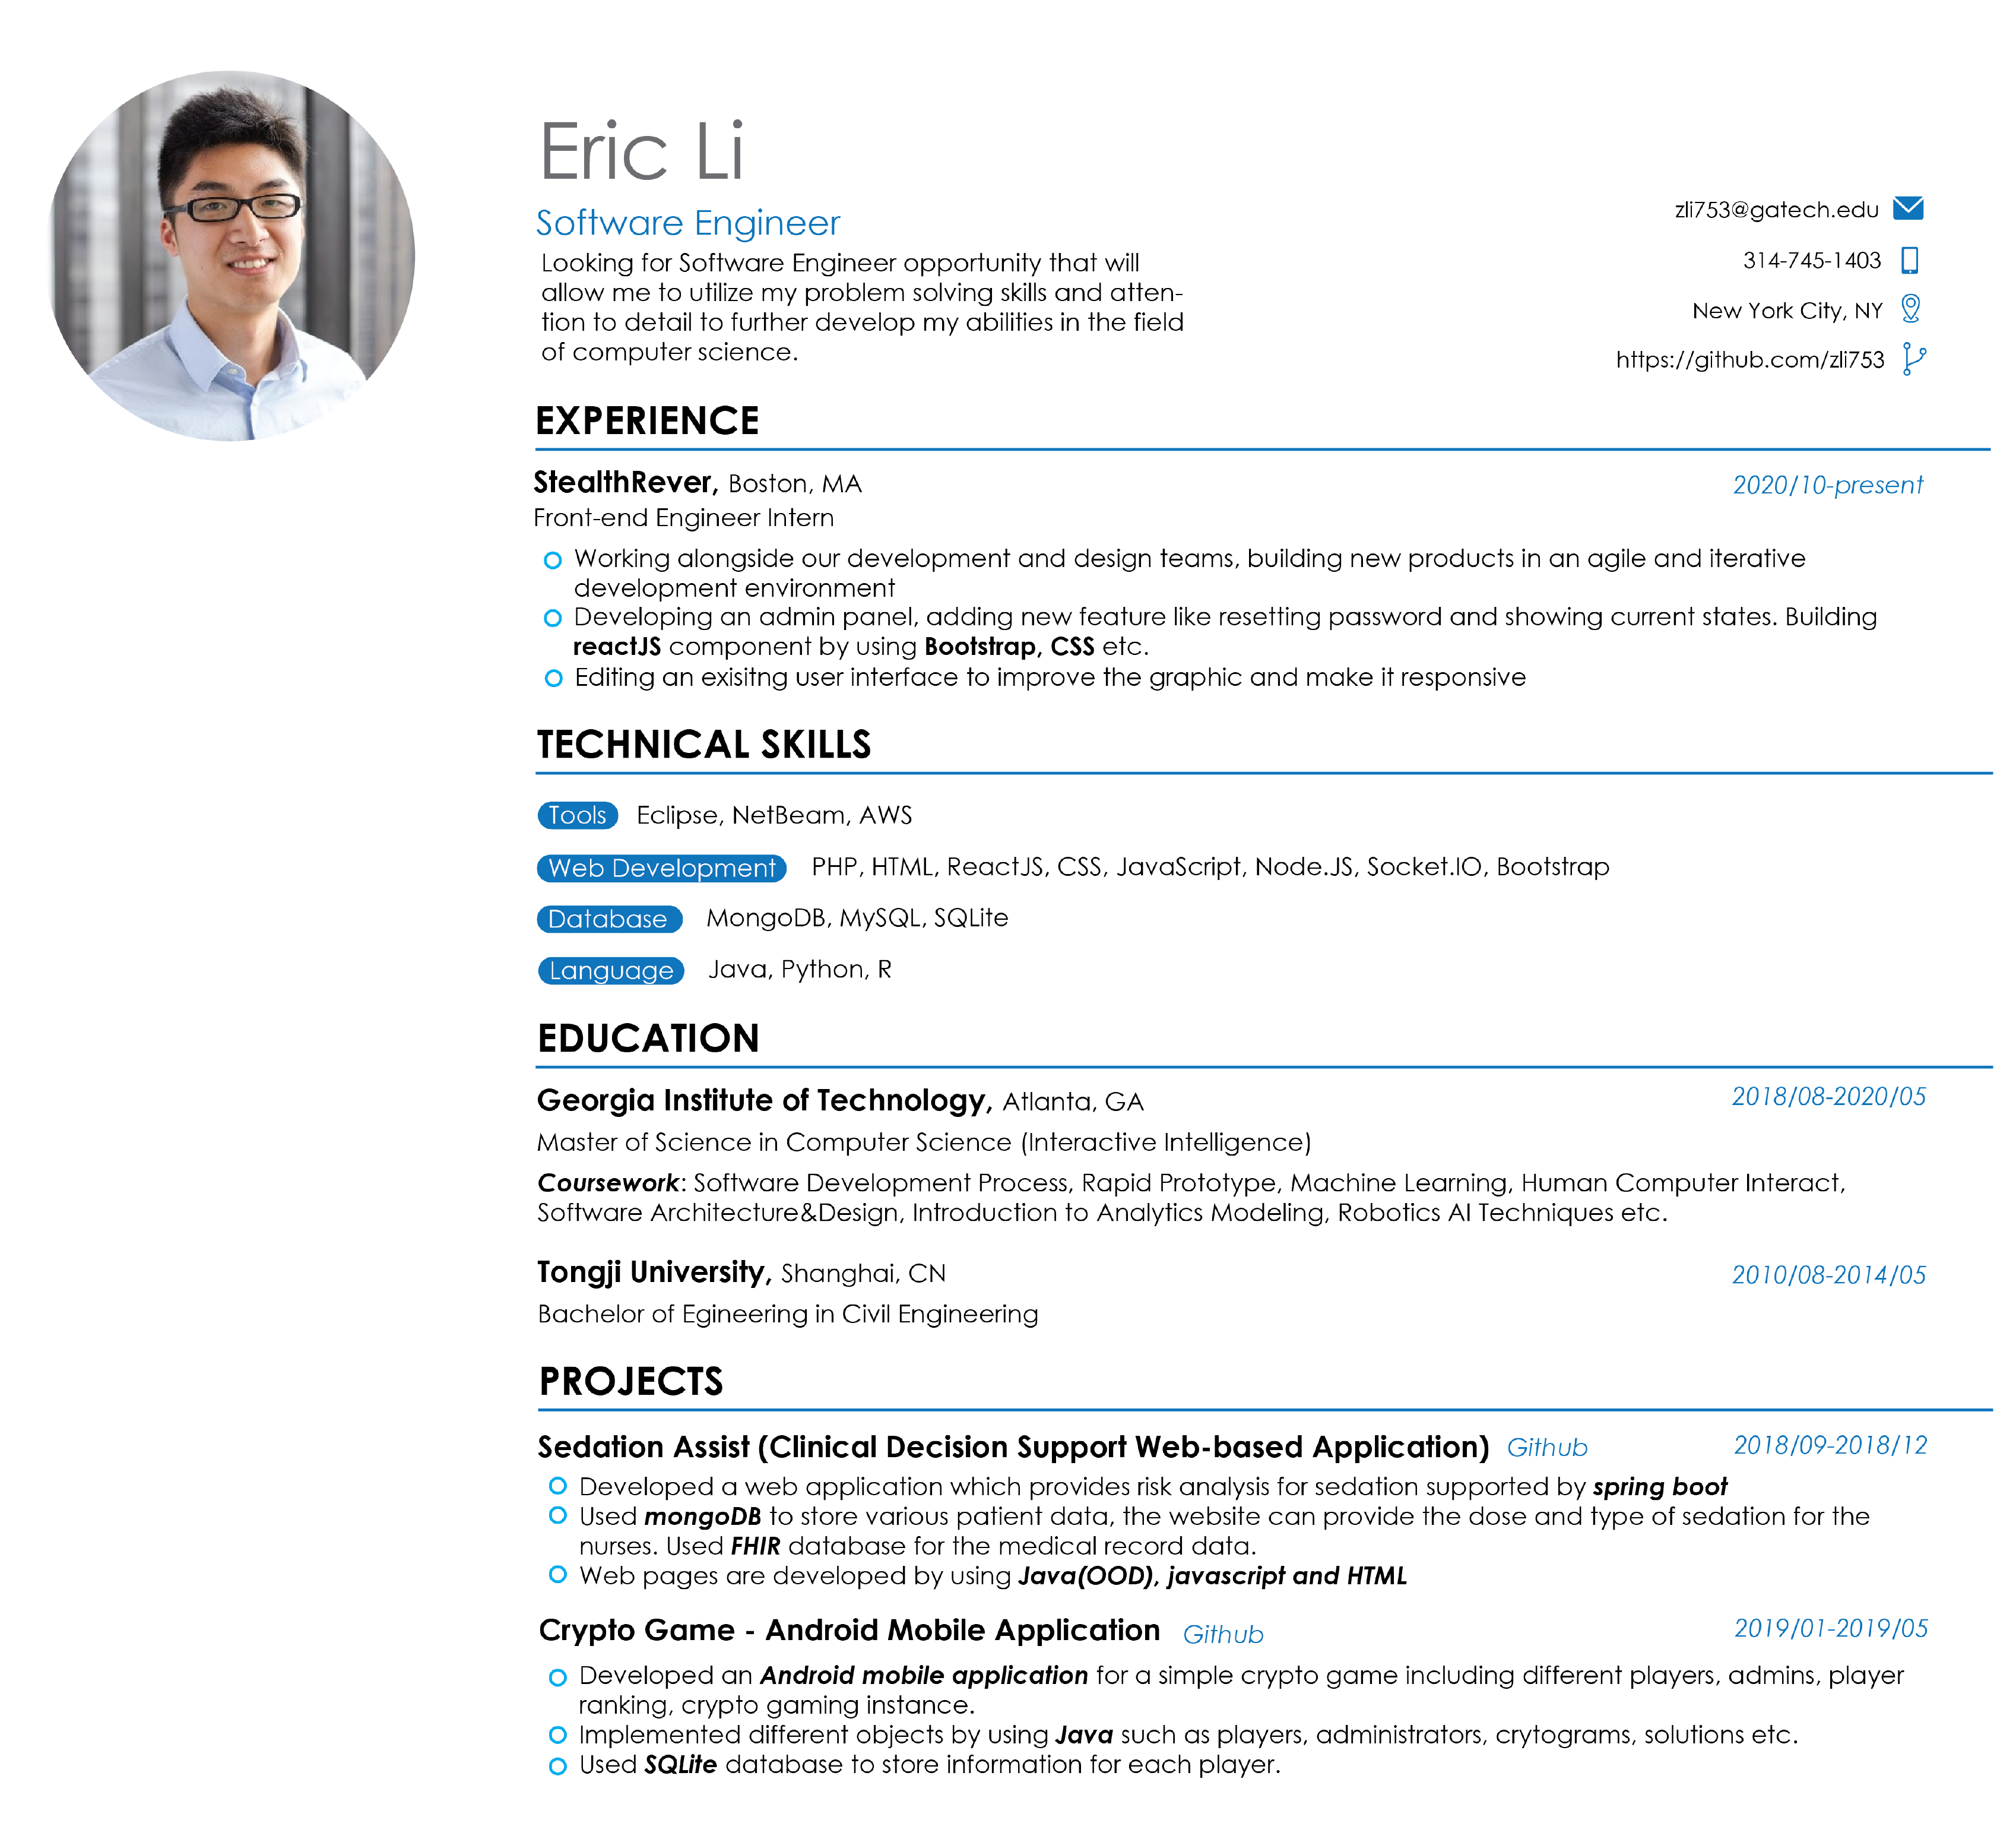 Eric Li
Software Engineer
Looking for Software Engineer opportunity that will
allow me to utilize my problem solving skills and atten-
tion to detail to further develop my abilities in the field
of computer science.
zli753@gatech.edu
314-745-1403
New York City, NY
https://github.com/zli753
EXPERIENCE
StealthRever, Boston, MA 2020/10-present
Front-end Engineer Intern
Working alongside our development and design teams, building new products in an agile and iterative
development environment
Developing an admin panel, adding new feature like resetting password and showing current states. Building
reactJS component by using Bootstrap, CSS etc.
Editing an exisitng user interface to improve the graphic and make it responsive
TECHNICAL SKILLS
Tools Eclipse, NetBeam, AWS
Web Development PHP, HTML, ReactJS, CSS, JavaScript, Node.JS, Socket.IO, Bootstrap
Database MongoDB, MySQL, SQLite
Language Java, Python, R
EDUCATION
Georgia Institute of Technology, Atlanta, GA 2018/08-2020/05
Master of Science in Computer Science (Interactive Intelligence)
Coursework: Software Development Process, Rapid Prototype, Machine Learning, Human Computer Interact,
Software Architecture&Design, Introduction to Analytics Modeling, Robotics AI Techniques etc.
Tongji University, Shanghai, CN 2010/08-2014/05
Bachelor of Egineering in Civil Engineering
PROJECTS
Sedation Assist (Clinical Decision Support Web-based Application) Github 2018/09-2018/12
Developed a web application which provides risk analysis for sedation supported by spring boot
Used mongoDB to store various patient data, the website can provide the dose and type of sedation for the
nurses. Used FHIR database for the medical record data.
Web pages are developed by using Java(OOD), javascript and HTML
Crypto Game - Android Mobile Application Github 2019/01-2019/05
Developed an Android mobile application for a simple crypto game including different players, admins, player
ranking, crypto gaming instance.
Implemented different objects by using Java such as players, administrators, crytograms, solutions etc.
Used SQLite database to store information for each player.